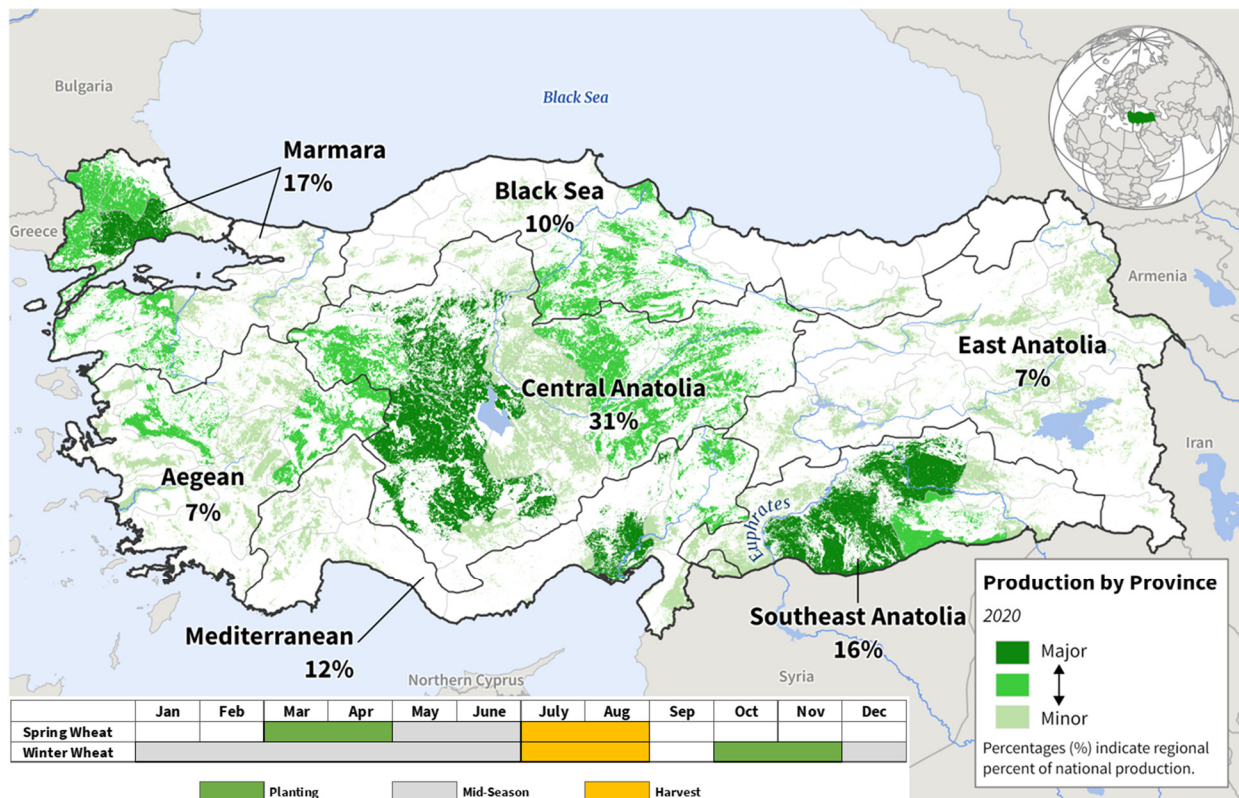 Bulgaria
Black Sea
Marmara
17%
Black Sea
10%
Greece
Armenia
East Anatolia
7%
Central Anatolia
31%
Iran
Aegean
7%
Euphrates
Mediterranean
12%
Southeast Anatolia
16%
Northern Cyprus
Syria
Production by Province
2020
Major
Minor
Percentages (%) indicate regional
percent of national production.
Jan Feb Mar Apr May June July Aug Sep Oct Nov Dec
Spring Wheat
Winter Wheat
Planting Mid-Season Harvest